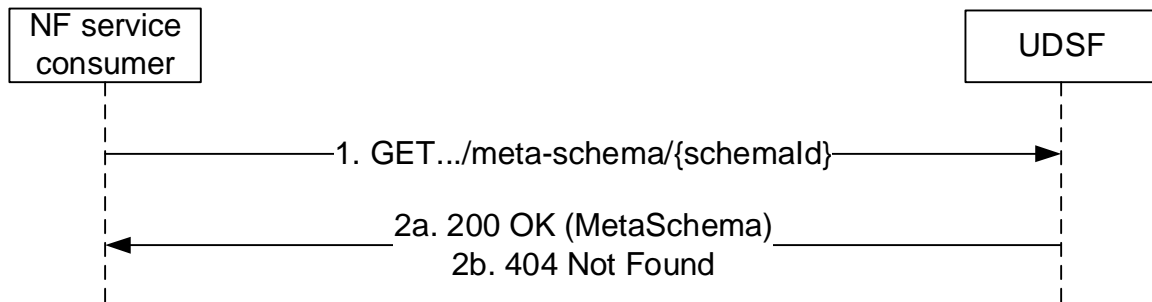 NF service
consumer
UDSF
1. GET.../meta-schema/{schemaId}
2a. 200 OK (MetaSchema)
2b. 404 Not Found